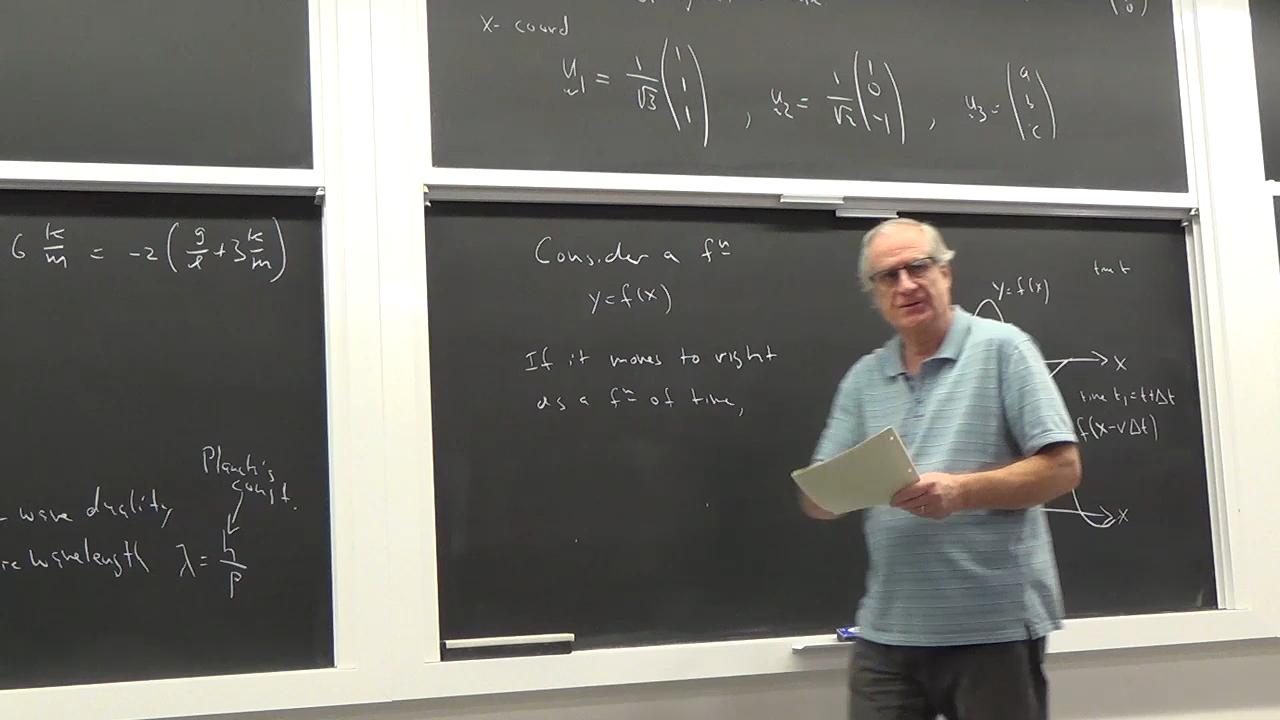 x-coord
u1 = 1/√3 (1 1 1), u2 = 1/√2 (1 0 -1), u3 = (a b c)
6 k/m = -2 (g/ℓ + 3 k/m)
Planck's
const.
wave duality
wavelength λ = h/p
Consider a fⁿ
y=f(x)
If it moves to right
as a fⁿ of time,
time t
y=f(x)
x
time t₁=t+Δt
f(x-vΔt)
x